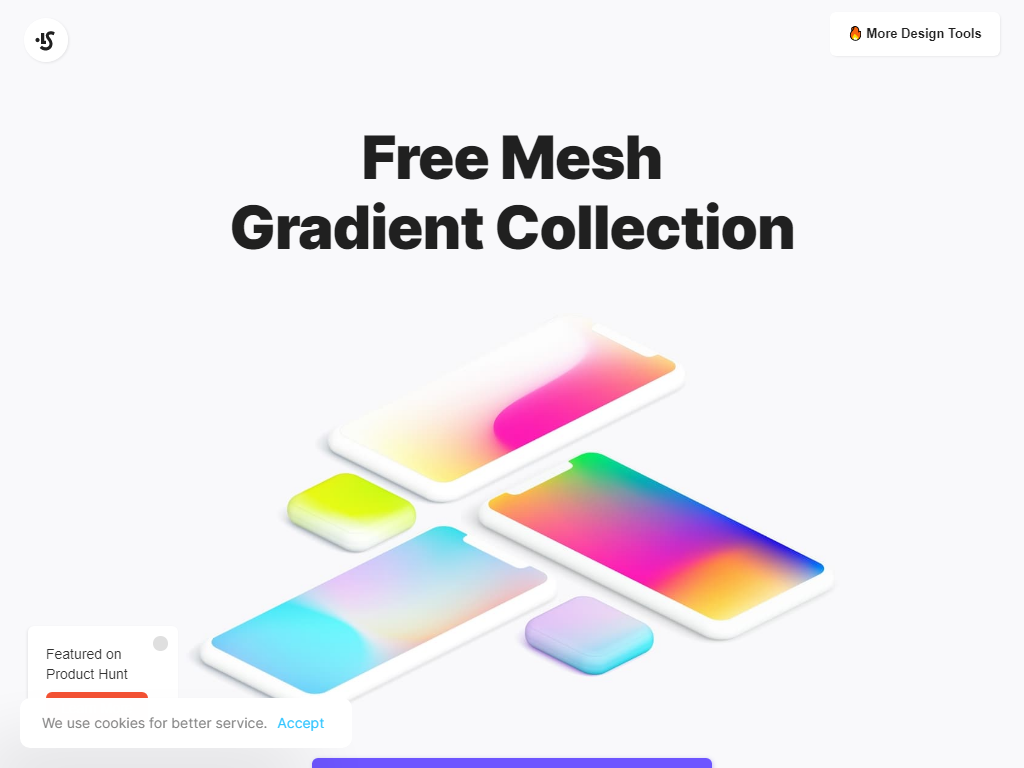 🔥 More Design Tools
Free Mesh
Gradient Collection
Featured on
Product Hunt
We use cookies for better service. Accept